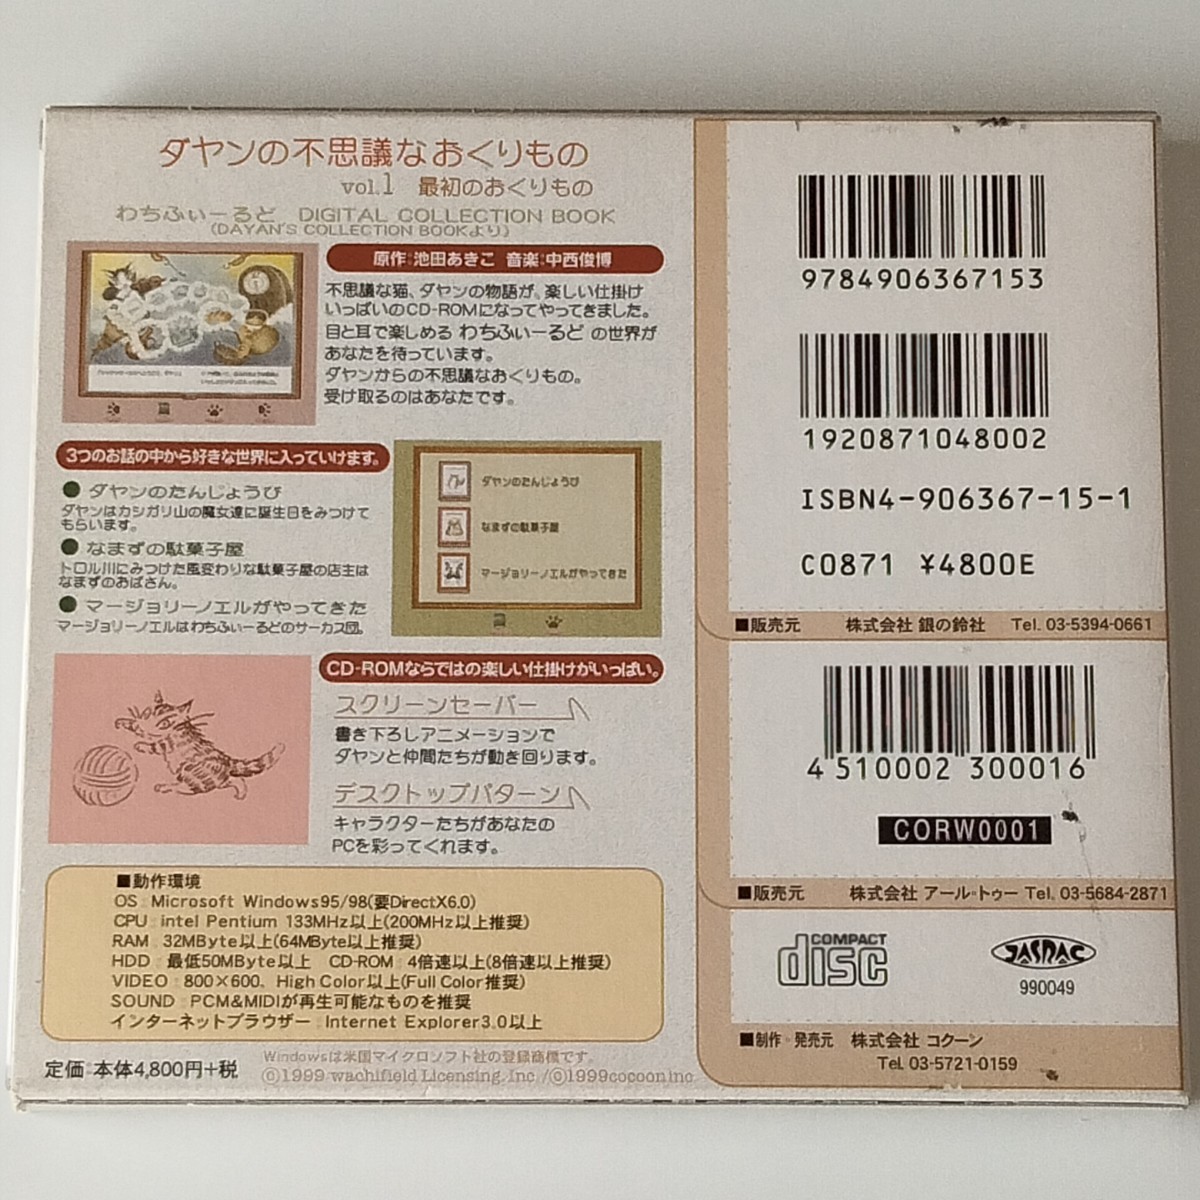 ダヤンの不思議なおくりもの
vol.1 最初のおくりもの
わちふぃーるど DIGITAL COLLECTION BOOK
(DAYAN'S COLLECTION BOOKより)
原作:池田あきこ 音楽:中西俊博
不思議な猫、ダヤンの物語が、楽しい仕掛け
いっぱいのCD-ROMになってやってきました。
目と耳で楽しめる わちふぃーるど の世界が
あなたを待っています。
ダヤンからの不思議なおくりもの。
受け取るのはあなたです。
3つのお話の中から好きな世界に入っていけます。
●ダヤンのたんじょうび
ダヤンはカシガリ山の魔女達に誕生日をみつけて
もらいます。
●なまずの駄菓子屋
トロル川にみつけた風変わりな駄菓子屋の店主は
なまずのおばさん。
●マージョリーノエルがやってきた
マージョリーノエルはわちふぃーるどのサーカス団。
ダヤンのたんじょうび
なまずの駄菓子屋
マージョリーノエルがやってきた
CD-ROMならではの楽しい仕掛けがいっぱい。
スクリーンセーバー
書き下ろしアニメーションで
ダヤンと仲間たちが動き回ります。
デスクトップパターン
キャラクターたちがあなたの
PCを彩ってくれます。
■動作環境
OS:Microsoft Windows95/98(要DirectX6.0)
CPU:intel Pentium 133MHz以上(200MHz以上推奨)
RAM:32MByte以上(64MByte以上推奨)
HDD:最低50MByte以上 CD-ROM:4倍速以上(8倍速以上推奨)
VIDEO:800×600、High Color以上(Full Color推奨)
SOUND:PCM&MIDIが再生可能なものを推奨
インターネットブラウザー:Internet Explorer3.0以上
定価:本体4,800円+税
Windowsは米国マイクロソフト社の登録商標です。
©1999 wachifield Licensing, Inc./©1999cocooninc
9784906367153
1920871048002
ISBN4-906367-15-1
C0871 ¥4800E
■販売元 株式会社 銀の鈴社 Tel. 03-5394-0661
4 510002 300016
CORW0001
■販売元 株式会社 アール・トゥー Tel. 03-5684-2871
COMPACT
disc
JASRAC
990049
■制作・発売元 株式会社 コクーン
Tel. 03-5721-0159